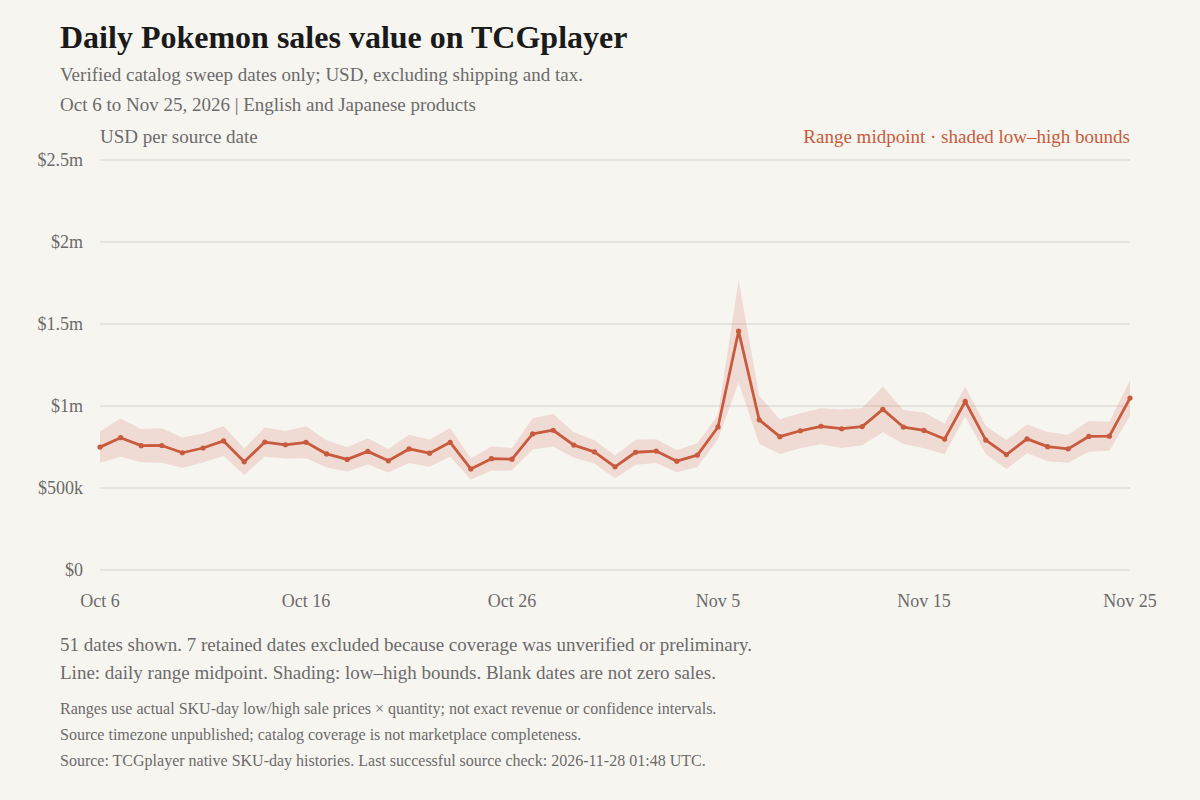 Daily Pokemon sales value on TCGplayer
Verified catalog sweep dates only; USD, excluding shipping and tax.
Oct 6 to Nov 25, 2026 | English and Japanese products
USD per source date
Range midpoint · shaded low–high bounds
$2.5m
$2m
$1.5m
$1m
$500k
$0
Oct 6
Oct 16
Oct 26
Nov 5
Nov 15
Nov 25
51 dates shown. 7 retained dates excluded because coverage was unverified or preliminary.
Line: daily range midpoint. Shading: low–high bounds. Blank dates are not zero sales.
Ranges use actual SKU-day low/high sale prices × quantity; not exact revenue or confidence intervals.
Source timezone unpublished; catalog coverage is not marketplace completeness.
Source: TCGplayer native SKU-day histories. Last successful source check: 2026-11-28 01:48 UTC.